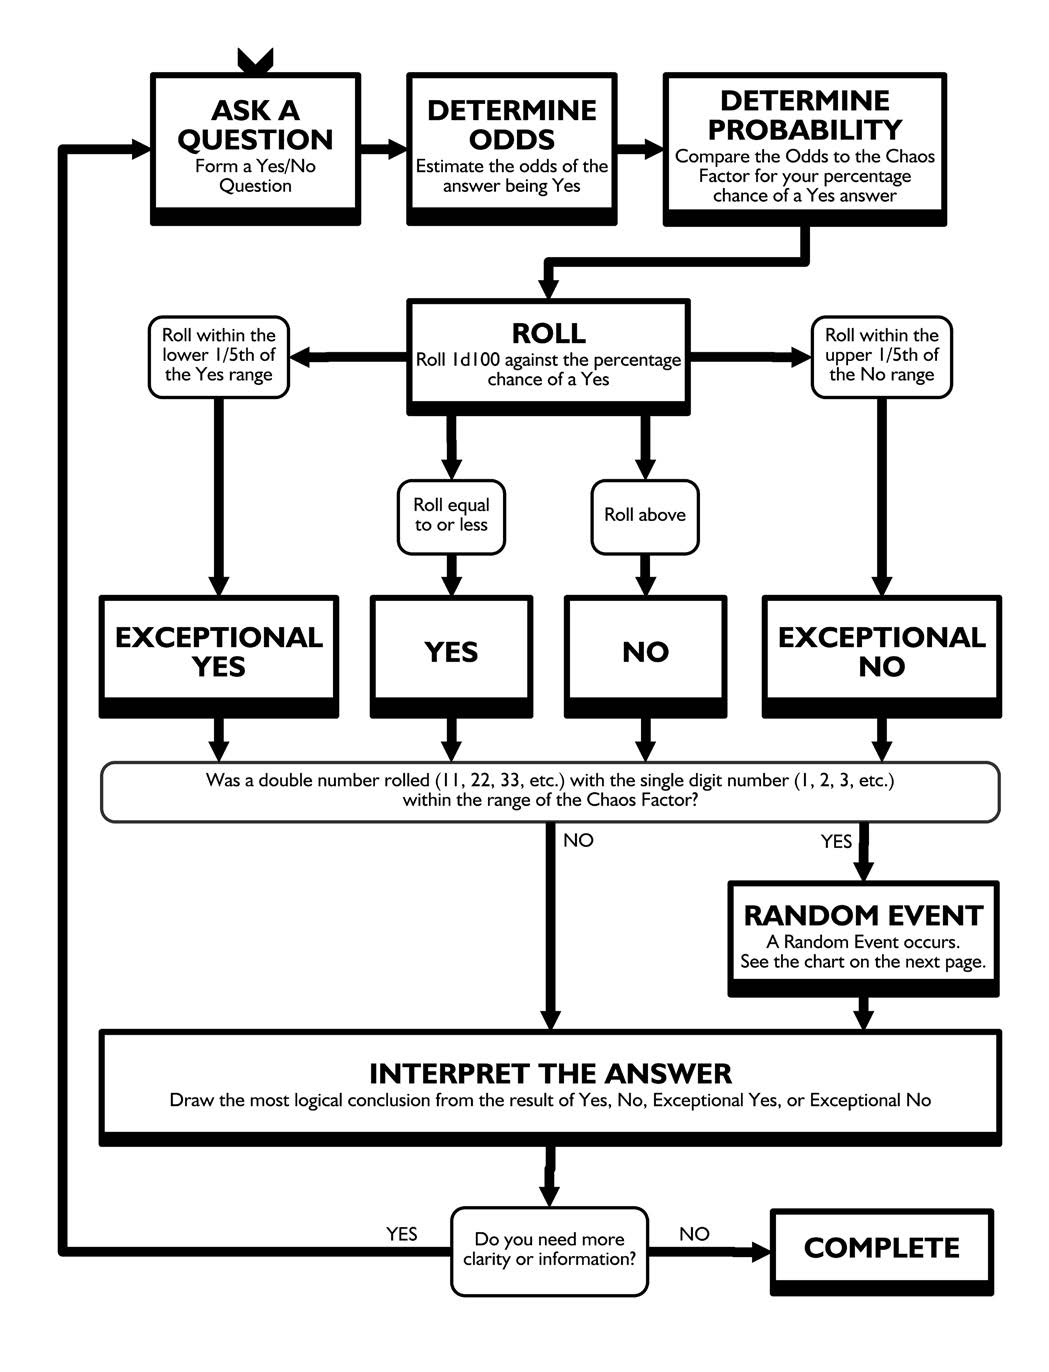 ASK A
QUESTION
Form a Yes/No
Question
DETERMINE
ODDS
Estimate the odds of the
answer being Yes
DETERMINE
PROBABILITY
Compare the Odds to the Chaos
Factor for your percentage
chance of a Yes answer
Roll within the
lower 1/5th of
the Yes range
ROLL
Roll 1d100 against the percentage
chance of a Yes
Roll within the
upper 1/5th of
the No range
Roll equal
to or less
Roll above
EXCEPTIONAL
YES
YES
NO
EXCEPTIONAL
NO
Was a double number rolled (11, 22, 33, etc.) with the single digit number (1, 2, 3, etc.)
within the range of the Chaos Factor?
NO
YES
RANDOM EVENT
A Random Event occurs.
See the chart on the next page.
INTERPRET THE ANSWER
Draw the most logical conclusion from the result of Yes, No, Exceptional Yes, or Exceptional No
YES
Do you need more
clarity or information?
NO
COMPLETE